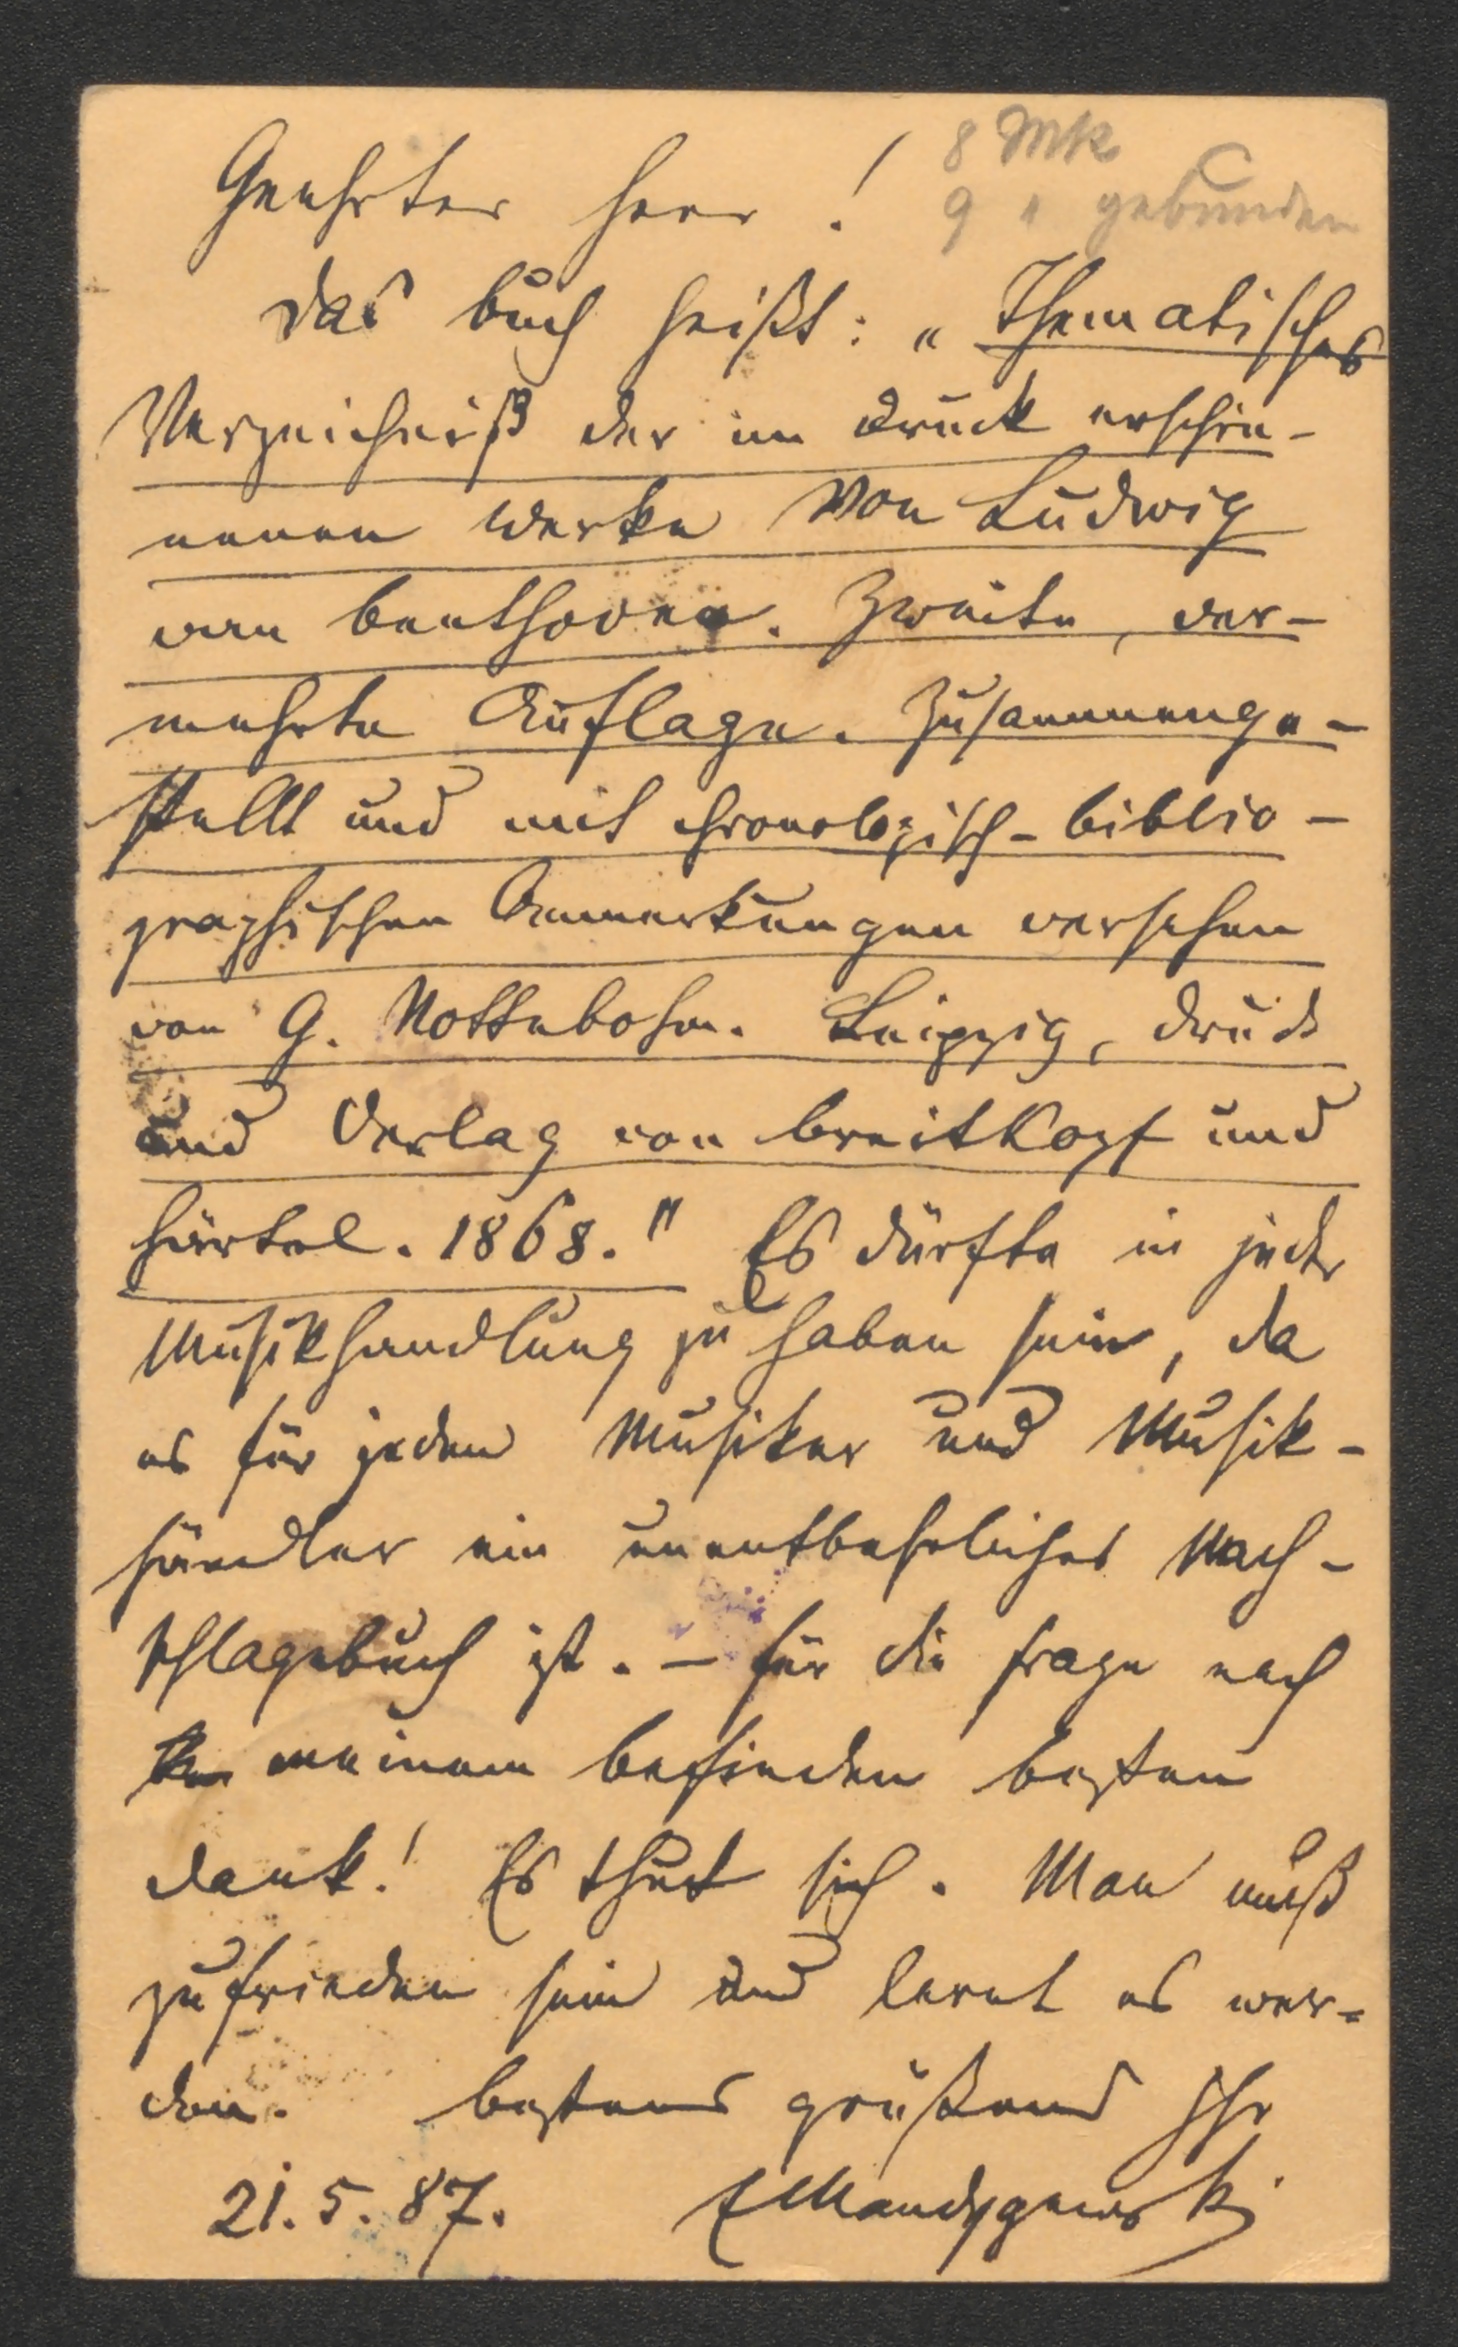 8 Mk
9 " gebunden
Geehrter Herr!
Das Buch heißt: „Thematisches
Verzeichniß der im Druck erschie-
nenen Werke von Ludwig
van Beethoven. Zweite, ver-
mehrte Auflage. Zusammenge-
stellt und mit chronologisch-biblio-
graphischen Anmerkungen versehen
von G. Nottebohm. Leipzig, Druck
und Verlag von Breitkopf und
Härtel. 1868." Es dürfte in jeder
Musikhandlung zu haben sein, da
es für jeden Musiker und Musik-
händler ein unentbehrliches Nach-
schlagebuch ist. – Für die Frage nach
meinem Befinden besten
Dank! Es thut sich. Man muß
zufrieden sein und lernt es wer-
den. Bestens grüßend Ihr
21.5.87. EMandyczewski